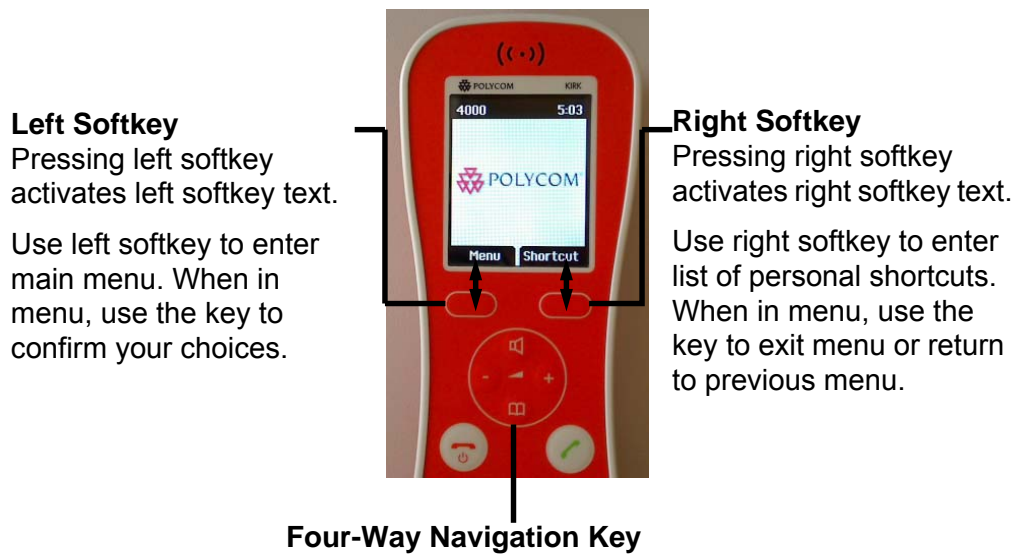 Left Softkey
Pressing left softkey
activates left softkey text.
Use left softkey to enter
main menu. When in
menu, use the key to
confirm your choices.
POLYCOM KIRK
4000 5:03
POLYCOM
Menu Shortcut
- +
Right Softkey
Pressing right softkey
activates right softkey text.
Use right softkey to enter
list of personal shortcuts.
When in menu, use the
key to exit menu or return
to previous menu.
Four-Way Navigation Key